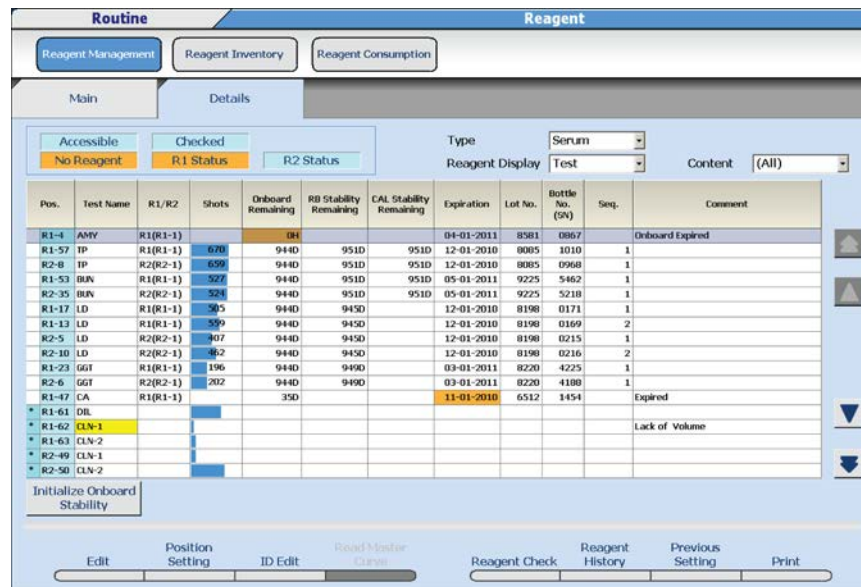 Routine Reagent
Reagent Management Reagent Inventory Reagent Consumption
Main Details
Accessible Checked
No Reagent R1 Status R2 Status
Type Serum
Reagent Display Test Content (All)
Pos. Test Name R1/R2 Shots Onboard Remaining RB Stability Remaining CAL Stability Remaining Expiration Lot No. Bottle No. (SN) Seq. Comment
R1-4 AMY R1(R1-1) 0H 04-01-2011 8581 0867 Onboard Expired
R1-57 TP R1(R1-1) 670 944D 951D 951D 12-01-2010 8085 1010 1
R2-8 TP R2(R2-1) 659 944D 951D 951D 12-01-2010 8085 0968 1
R1-53 BUN R1(R1-1) 527 944D 951D 951D 05-01-2011 9225 5462 1
R2-35 BUN R2(R2-1) 524 944D 951D 951D 05-01-2011 9225 5218 1
R1-17 LD R1(R1-1) 505 944D 945D 12-01-2010 8198 0171 1
R1-13 LD R1(R1-1) 559 944D 945D 12-01-2010 8198 0169 2
R2-5 LD R2(R2-1) 407 944D 945D 12-01-2010 8198 0215 1
R2-10 LD R2(R2-1) 462 944D 945D 12-01-2010 8198 0216 2
R1-23 GGT R1(R1-1) 196 944D 949D 03-01-2011 8220 4225 1
R2-6 GGT R2(R2-1) 202 944D 949D 03-01-2011 8220 4188 1
R1-47 CA R1(R1-1) 35D 11-01-2010 6512 1454 Expired
* R1-61 DIL
* R1-62 CLN-1 Lack of Volume
* R1-63 CLN-2
* R2-49 CLN-1
* R2-50 CLN-2
Initialize Onboard Stability
Edit Position Setting ID Edit Read Master Curve Reagent Check Reagent History Previous Setting Print